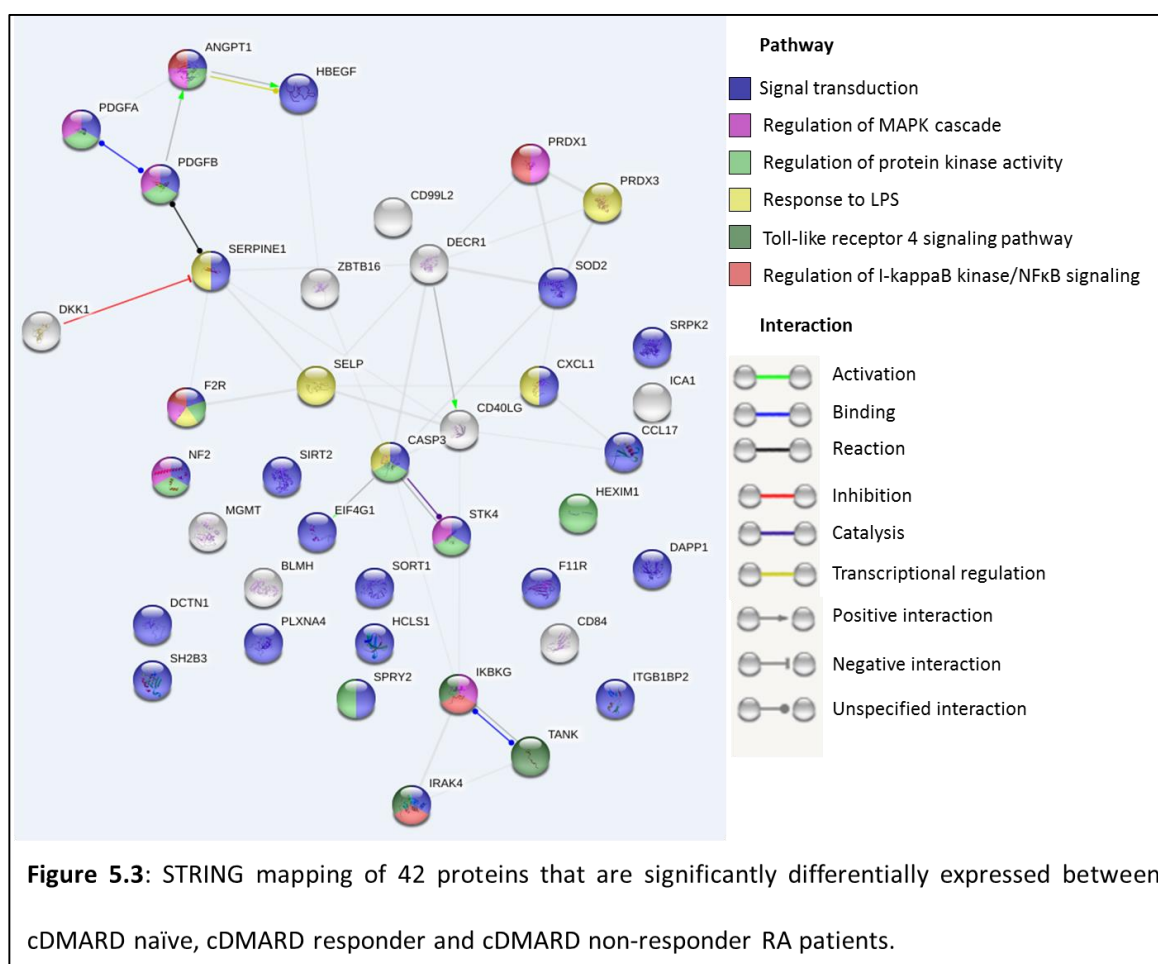 ANGPT1
HBEGF
PDGFA
PDGFB
PRDX1
PRDX3
CD99L2
DECR1
SERPINE1
ZBTB16
SOD2
DKK1
SRPK2
SELP
CXCL1
ICA1
F2R
CD40LG
CCL17
CASP3
NF2
SIRT2
HEXIM1
MGMT
EIF4G1
STK4
DAPP1
BLMH
SORT1
F11R
DCTN1
PLXNA4
HCLS1
CD84
SH2B3
SPRY2
IKBKG
ITGB1BP2
TANK
IRAK4
Pathway
Signal transduction
Regulation of MAPK cascade
Regulation of protein kinase activity
Response to LPS
Toll-like receptor 4 signaling pathway
Regulation of I-kappaB kinase/NFκB signaling
Interaction
Activation
Binding
Reaction
Inhibition
Catalysis
Transcriptional regulation
Positive interaction
Negative interaction
Unspecified interaction
Figure 5.3: STRING mapping of 42 proteins that are significantly differentially expressed between
cDMARD naïve, cDMARD responder and cDMARD non-responder RA patients.